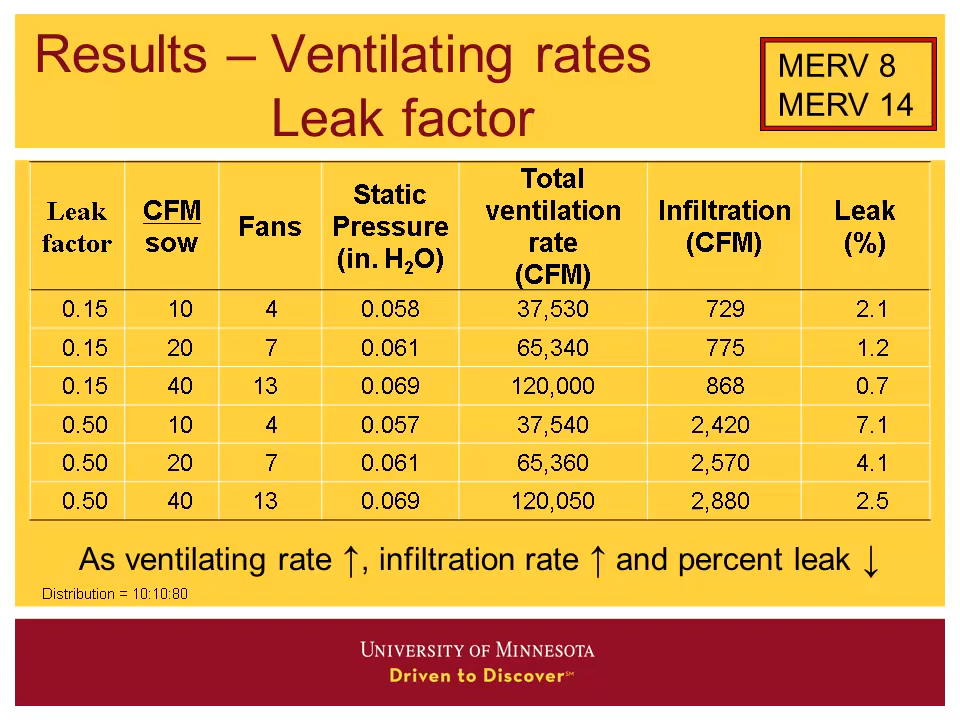 Results – Ventilating rates
Leak factor
MERV 8
MERV 14
Leak factor CFM/sow Fans Static Pressure (in. H₂O) Total ventilation rate (CFM) Infiltration (CFM) Leak (%)
0.15 10 4 0.058 37,530 729 2.1
0.15 20 7 0.061 65,340 775 1.2
0.15 40 13 0.069 120,000 868 0.7
0.50 10 4 0.057 37,540 2,420 7.1
0.50 20 7 0.061 65,360 2,570 4.1
0.50 40 13 0.069 120,050 2,880 2.5
As ventilating rate ↑, infiltration rate ↑ and percent leak ↓
Distribution = 10:10:80
UNIVERSITY OF MINNESOTA
Driven to Discover℠